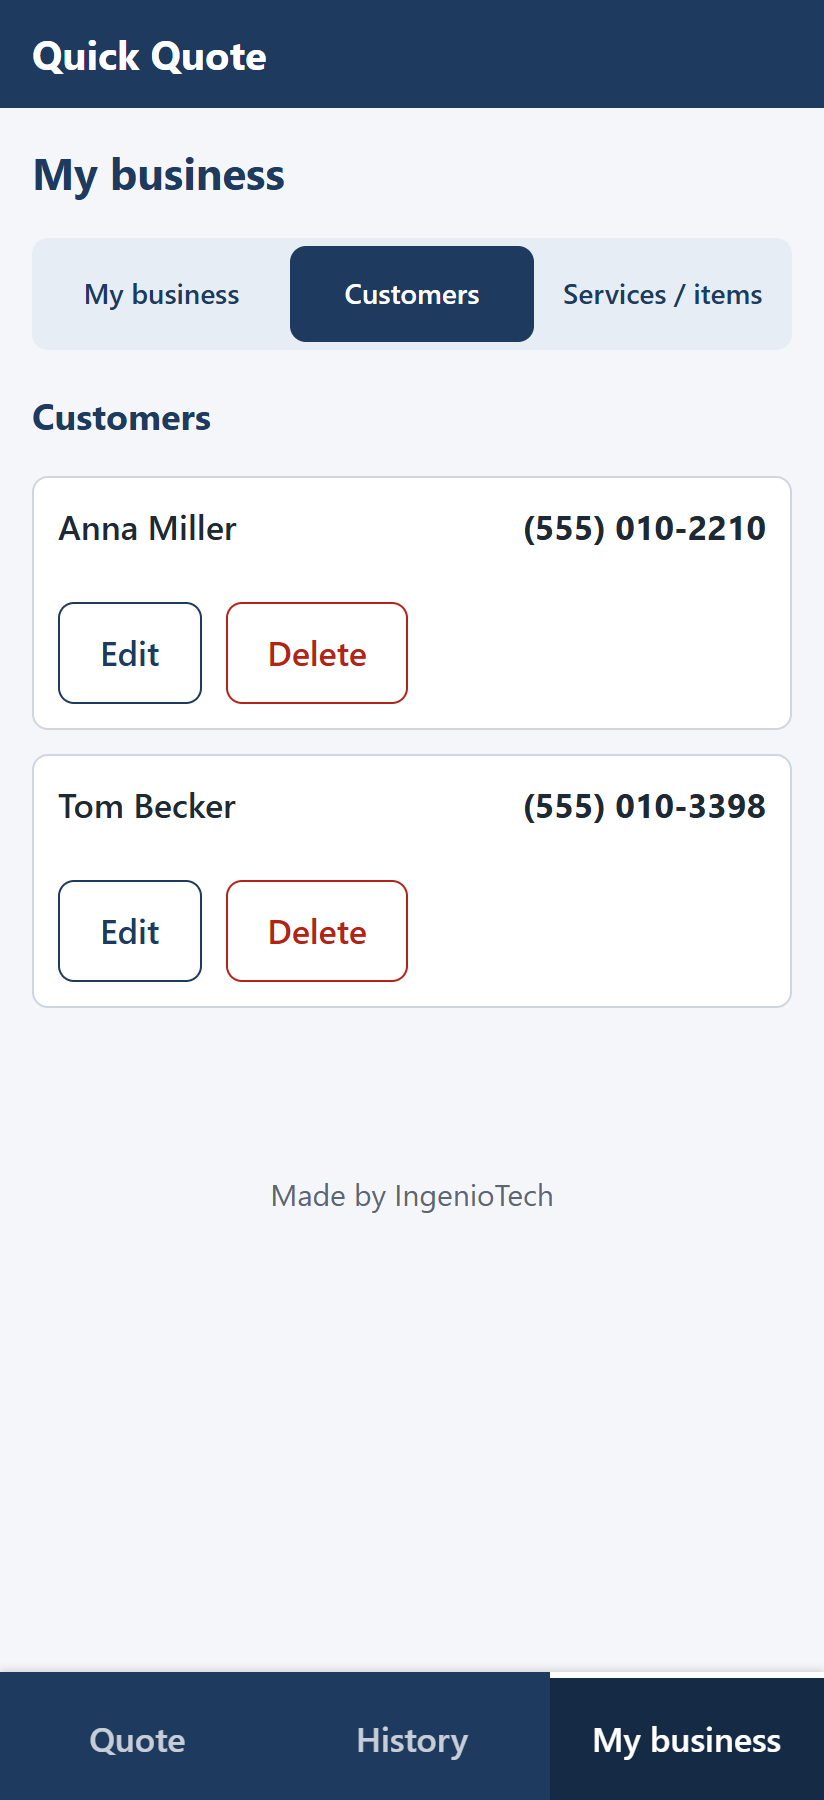 Quick Quote
My business
My business Customers Services / items
Customers
Anna Miller (555) 010-2210
Edit Delete
Tom Becker (555) 010-3398
Edit Delete
Made by IngenioTech
Quote History My business